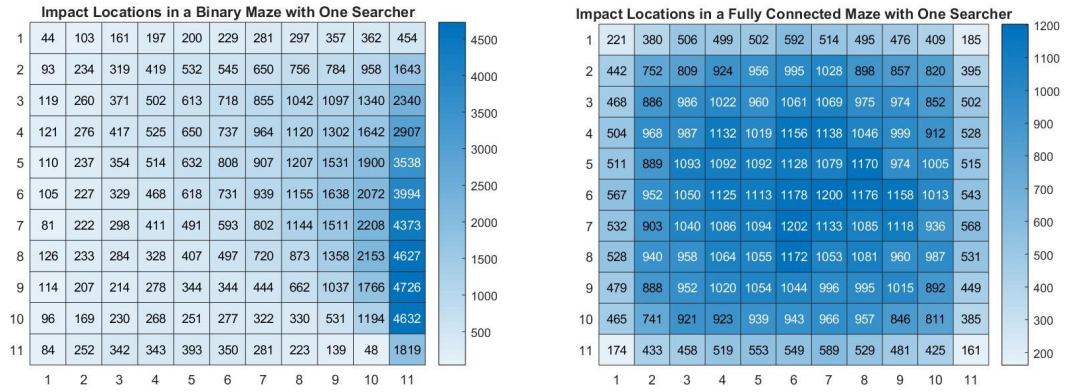 Impact Locations in a Binary Maze with One Searcher
1 44 103 161 197 200 229 281 297 357 362 454
2 93 234 319 419 532 545 650 756 784 958 1643
3 119 260 371 502 613 718 855 1042 1097 1340 2340
4 121 276 417 525 650 737 964 1120 1302 1642 2907
5 110 237 354 514 632 808 907 1207 1531 1900 3538
6 105 227 329 468 618 731 939 1155 1638 2072 3994
7 81 222 298 411 491 593 802 1144 1511 2208 4373
8 126 233 284 328 407 497 720 873 1358 2153 4627
9 114 207 214 278 344 344 444 662 1037 1766 4726
10 96 169 230 268 251 277 322 330 531 1194 4632
11 84 252 342 343 393 350 281 223 139 48 1819
1 2 3 4 5 6 7 8 9 10 11
4500
4000
3500
3000
2500
2000
1500
1000
500
Impact Locations in a Fully Connected Maze with One Searcher
1 221 380 506 499 502 592 514 495 476 409 185
2 442 752 809 924 956 995 1028 898 857 820 395
3 468 886 986 1022 960 1061 1069 975 974 852 502
4 504 968 987 1132 1019 1156 1138 1046 999 912 528
5 511 889 1093 1092 1092 1128 1079 1170 974 1005 515
6 567 952 1050 1125 1113 1178 1200 1176 1158 1013 543
7 532 903 1040 1086 1094 1202 1133 1085 1118 936 568
8 528 940 958 1064 1055 1172 1053 1081 960 987 531
9 479 888 952 1020 1054 1044 996 995 1015 892 449
10 465 741 921 923 939 943 966 957 846 811 385
11 174 433 458 519 553 549 589 529 481 425 161
1 2 3 4 5 6 7 8 9 10 11
1200
1100
1000
900
800
700
600
500
400
300
200